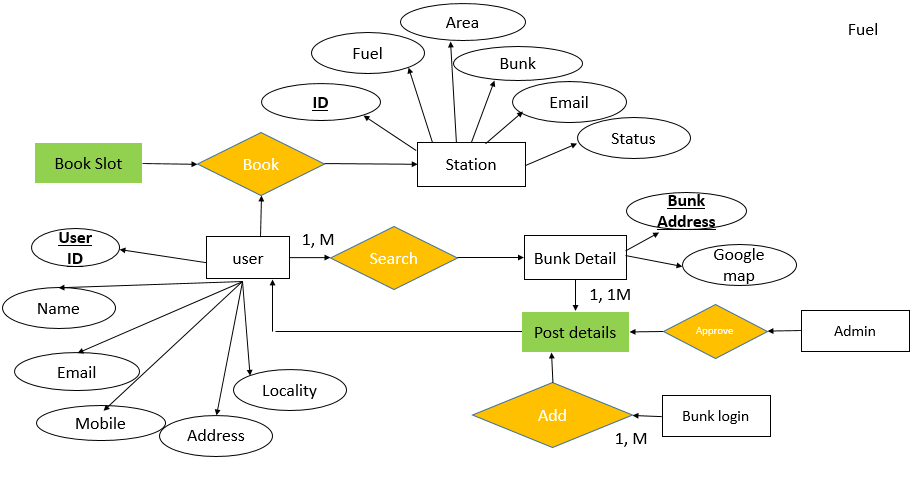 Area
Fuel
Fuel
Bunk
ID
Email
Status
Book Slot
Book
Station
Bunk
Address
User
ID
1, M
user
Search
Bunk Detail
Google
map
Name
1, 1M
Post details
Approve
Admin
Email
Locality
Mobile
Address
Add
Bunk login
1, M